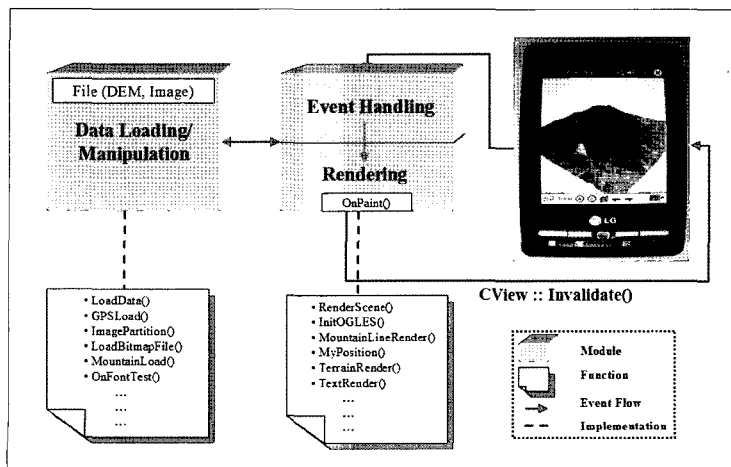 File (DEM, Image)
Data Loading/
Manipulation
Event Handling
Rendering
OnPaint()
LG
CView :: Invalidate()
• LoadData()
• GPSLoad()
• ImagePartition()
• LoadBitmapFile()
• MountainLoad()
• OnFontTest()
...
...
...
• RenderScene()
• InitOGLES()
• MountainLineRender()
• MyPosition()
• TerrainRender()
• TextRender()
...
...
...
Module
Function
Event Flow
Implementation